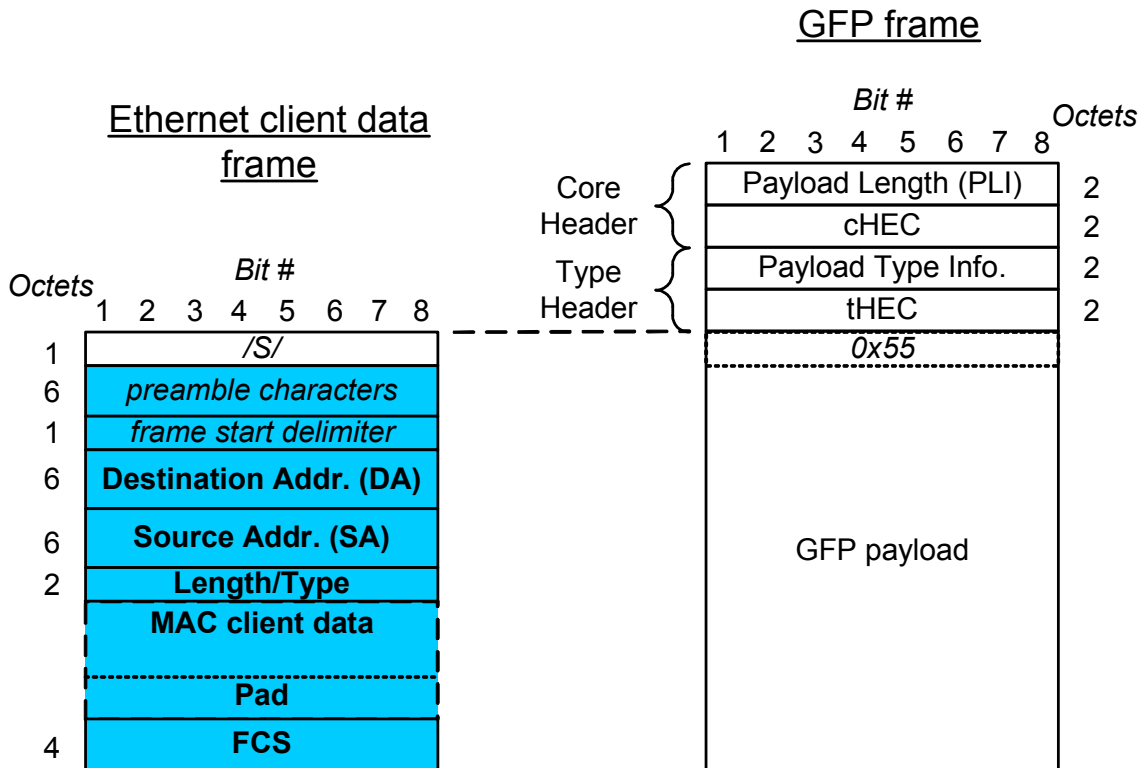 GFP frame
Ethernet client data
frame
Bit #
Octets
1 2 3 4 5 6 7 8
Core
Header
Payload Length (PLI)
2
cHEC
2
Type
Header
Payload Type Info.
2
tHEC
2
0x55
GFP payload
Bit #
Octets
1 2 3 4 5 6 7 8
1
/S/
6
preamble characters
1
frame start delimiter
6
Destination Addr. (DA)
6
Source Addr. (SA)
2
Length/Type
MAC client data
Pad
4
FCS